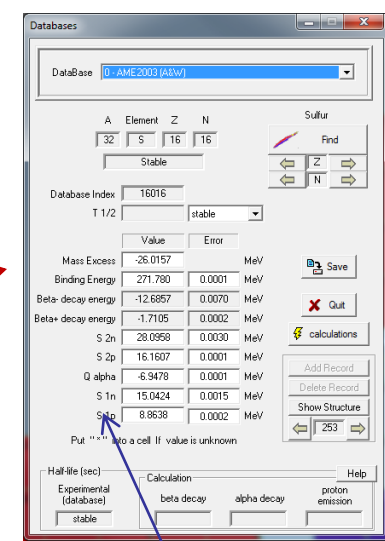 Databases
DataBase 0 - AME2003 (A&W)
A Element Z N
32 S 16 16
Stable
Sulfur
Find
Z
N
Database Index 16016
T 1/2 stable
Value Error
Mass Excess -26.0157 MeV
Binding Energy 271.780 0.0001 MeV
Beta- decay energy -12.6857 0.0070 MeV
Beta+ decay energy -1.7105 0.0002 MeV
S 2n 28.0958 0.0030 MeV
S 2p 16.1607 0.0001 MeV
Q alpha -6.9478 0.0001 MeV
S 1n 15.0424 0.0015 MeV
S 1p 8.8638 0.0002 MeV
Put "*" into a cell If value is unknown
Save
Quit
calculations
Add Record
Delete Record
Show Structure
253
Half-life (sec)
Experimental
(database)
stable
Calculation
Help
beta decay alpha decay proton
emission